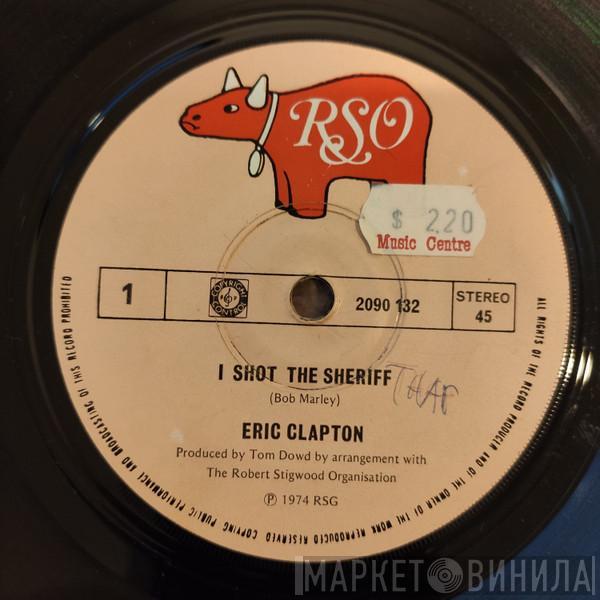 RSO
$ 2.20
Music Centre
1
COPYRIGHT CONTROL
2090 132
STEREO
45
I SHOT THE SHERIFF
(Bob Marley)
ERIC CLAPTON
Produced by Tom Dowd by arrangement with
The Robert Stigwood Organisation
℗ 1974 RSG
ALL RIGHTS OF THE RECORD PRODUCER AND OF THE OWNER OF THE WORK REPRODUCED RESERVED COPYING PUBLIC PERFORMANCE AND BROADCASTING OF THIS RECORD PROHIBITED
МАРКЕТ ВИНИЛА